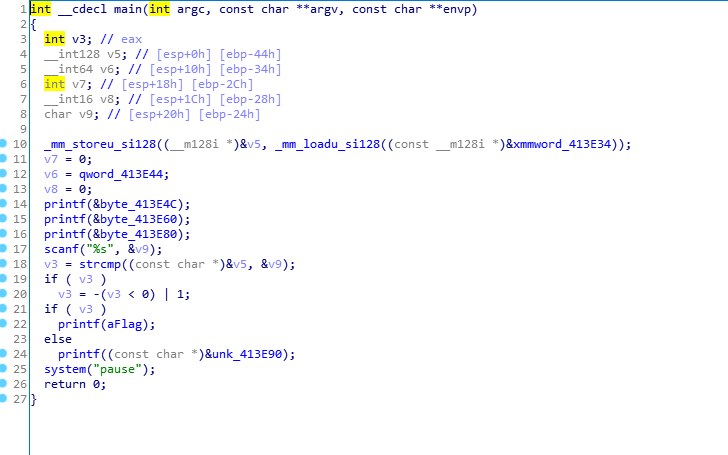 1 int __cdecl main(int argc, const char **argv, const char **envp)
2 {
3   int v3; // eax
4   __int128 v5; // [esp+0h] [ebp-44h]
5   __int64 v6; // [esp+10h] [ebp-34h]
6   int v7; // [esp+18h] [ebp-2Ch]
7   __int16 v8; // [esp+1Ch] [ebp-28h]
8   char v9; // [esp+20h] [ebp-24h]
9
10   _mm_storeu_si128((__m128i *)&v5, _mm_loadu_si128((const __m128i *)&xmmword_413E34));
11   v7 = 0;
12   v6 = qword_413E44;
13   v8 = 0;
14   printf(&byte_413E4C);
15   printf(&byte_413E60);
16   printf(&byte_413E80);
17   scanf("%s", &v9);
18   v3 = strcmp((const char *)&v5, &v9);
19   if ( v3 )
20     v3 = -(v3 < 0) | 1;
21   if ( v3 )
22     printf(aFlag);
23   else
24     printf((const char *)&unk_413E90);
25   system("pause");
26   return 0;
27 }